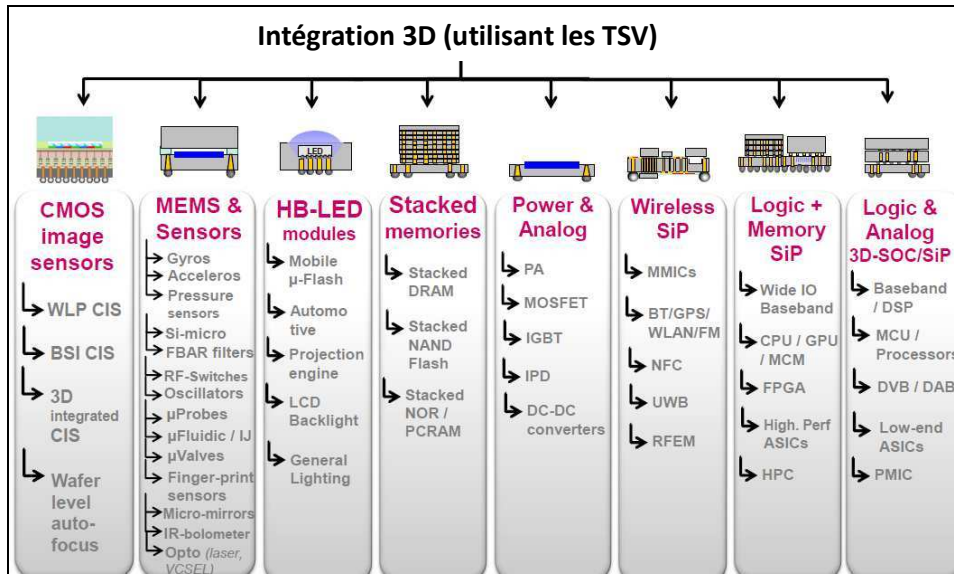 Intégration 3D (utilisant les TSV)
LED
CMOS
image
sensors
WLP CIS
BSI CIS
3D
integrated
CIS
Wafer
level
auto-
focus
MEMS &
Sensors
Gyros
Acceleros
Pressure
sensors
Si-micro
FBAR filters
RF-Switches
Oscillators
µProbes
µFluidic / IJ
µValves
Finger-print
sensors
Micro-mirrors
IR-bolometer
Opto (laser,
VCSEL)
HB-LED
modules
Mobile
µ-Flash
Automo
tive
Projection
engine
LCD
Backlight
General
Lighting
Stacked
memories
Stacked
DRAM
Stacked
NAND
Flash
Stacked
NOR /
PCRAM
Power &
Analog
PA
MOSFET
IGBT
IPD
DC-DC
converters
Wireless
SiP
MMICs
BT/GPS/
WLAN/FM
NFC
UWB
RFEM
Logic +
Memory
SiP
Wide IO
Baseband
CPU / GPU
/ MCM
FPGA
High. Perf
ASICs
HPC
Logic &
Analog
3D-SOC/SiP
Baseband
/ DSP
MCU /
Processors
DVB / DAB
Low-end
ASICs
PMIC